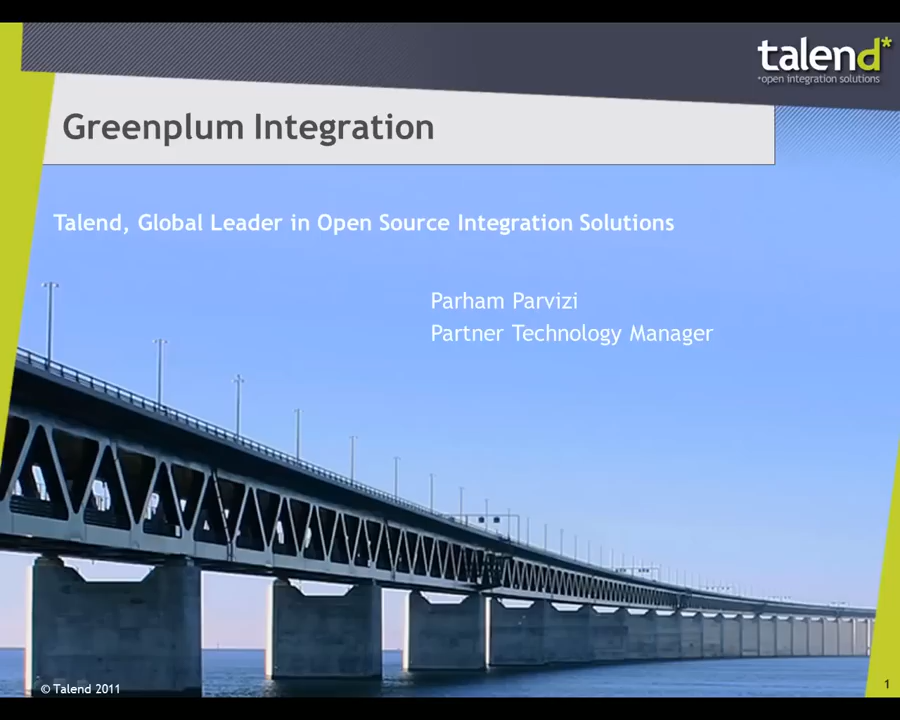 talend*
*open integration solutions
Greenplum Integration
Talend, Global Leader in Open Source Integration Solutions
Parham Parvizi
Partner Technology Manager
© Talend 2011
1